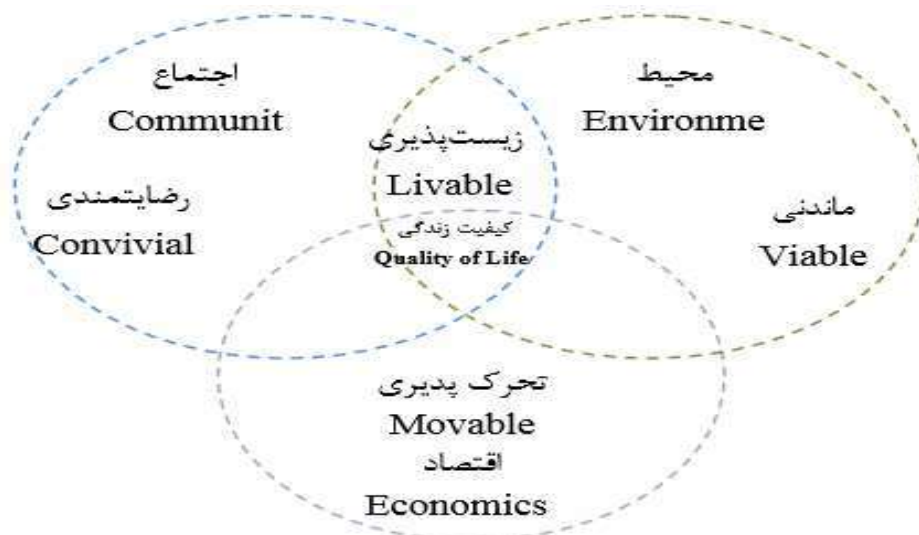 اجتماع
Communit
محیط
Environme
زیست‌پذیری
Livable
رضایتمندی
Convivial
کیفیت زندگی
Quality of Life
ماندنی
Viable
تحرک پدیری
Movable
اقتصاد
Economics